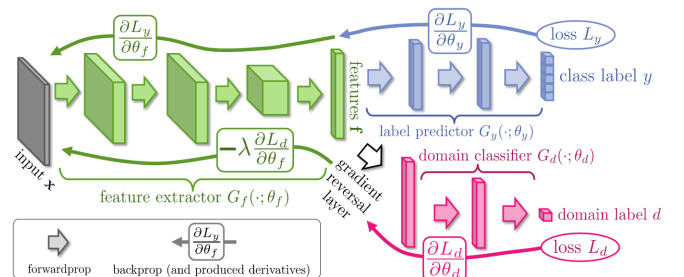 ∂L_y/∂θ_f
∂L_y/∂θ_y
loss L_y
features f
class label y
label predictor G_y(·;θ_y)
−λ ∂L_d/∂θ_f
input x
gradient
reversal
layer
feature extractor G_f(·;θ_f)
domain classifier G_d(·;θ_d)
domain label d
∂L_d/∂θ_d
loss L_d
∂L_y/∂θ_f
forwardprop
backprop (and produced derivatives)